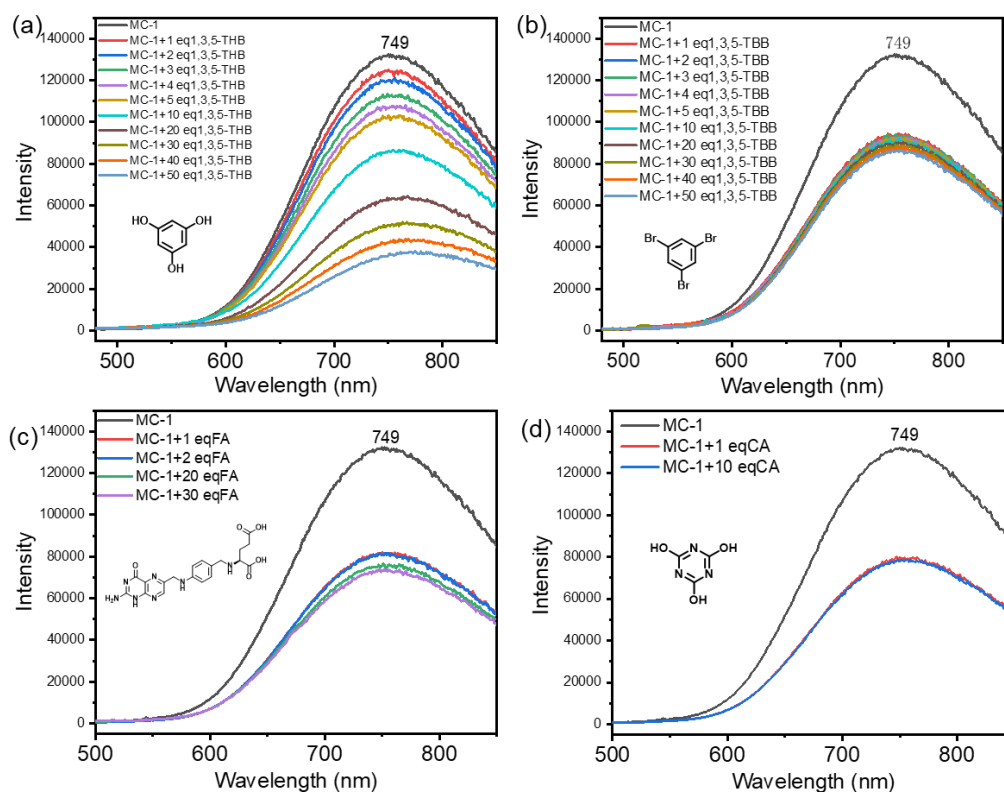 (a)
MC-1
MC-1+1 eq1,3,5-THB
MC-1+2 eq1,3,5-THB
MC-1+3 eq1,3,5-THB
MC-1+4 eq1,3,5-THB
MC-1+5 eq1,3,5-THB
MC-1+10 eq1,3,5-THB
MC-1+20 eq1,3,5-THB
MC-1+30 eq1,3,5-THB
MC-1+40 eq1,3,5-THB
MC-1+50 eq1,3,5-THB
749
140000
120000
100000
80000
60000
40000
20000
0
Intensity
HO
OH
OH
500
600
700
800
Wavelength (nm)
(b)
MC-1
MC-1+1 eq1,3,5-TBB
MC-1+2 eq1,3,5-TBB
MC-1+3 eq1,3,5-TBB
MC-1+4 eq1,3,5-TBB
MC-1+5 eq1,3,5-TBB
MC-1+10 eq1,3,5-TBB
MC-1+20 eq1,3,5-TBB
MC-1+30 eq1,3,5-TBB
MC-1+40 eq1,3,5-TBB
MC-1+50 eq1,3,5-TBB
749
140000
120000
100000
80000
60000
40000
20000
0
Intensity
Br
Br
Br
500
600
700
800
Wavelength (nm)
(c)
MC-1
MC-1+1 eqFA
MC-1+2 eqFA
MC-1+20 eqFA
MC-1+30 eqFA
749
140000
120000
100000
80000
60000
40000
20000
0
Intensity
O
OH
O
N
N
N
H
N
H
OH
O
H2N
N
H
N
500
600
700
800
Wavelength (nm)
(d)
MC-1
MC-1+1 eqCA
MC-1+10 eqCA
749
140000
120000
100000
80000
60000
40000
20000
0
Intensity
HO
N
OH
N
N
OH
500
600
700
800
Wavelength (nm)